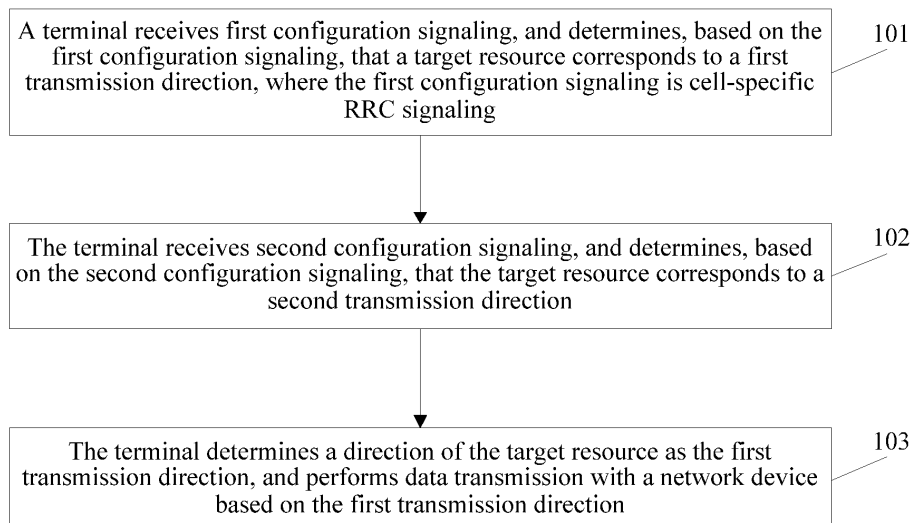 A terminal receives first configuration signaling, and determines, based on the
first configuration signaling, that a target resource corresponds to a first
transmission direction, where the first configuration signaling is cell-specific
RRC signaling
101
The terminal receives second configuration signaling, and determines, based
on the second configuration signaling, that the target resource corresponds to a
second transmission direction
102
The terminal determines a direction of the target resource as the first
transmission direction, and performs data transmission with a network device
based on the first transmission direction
103